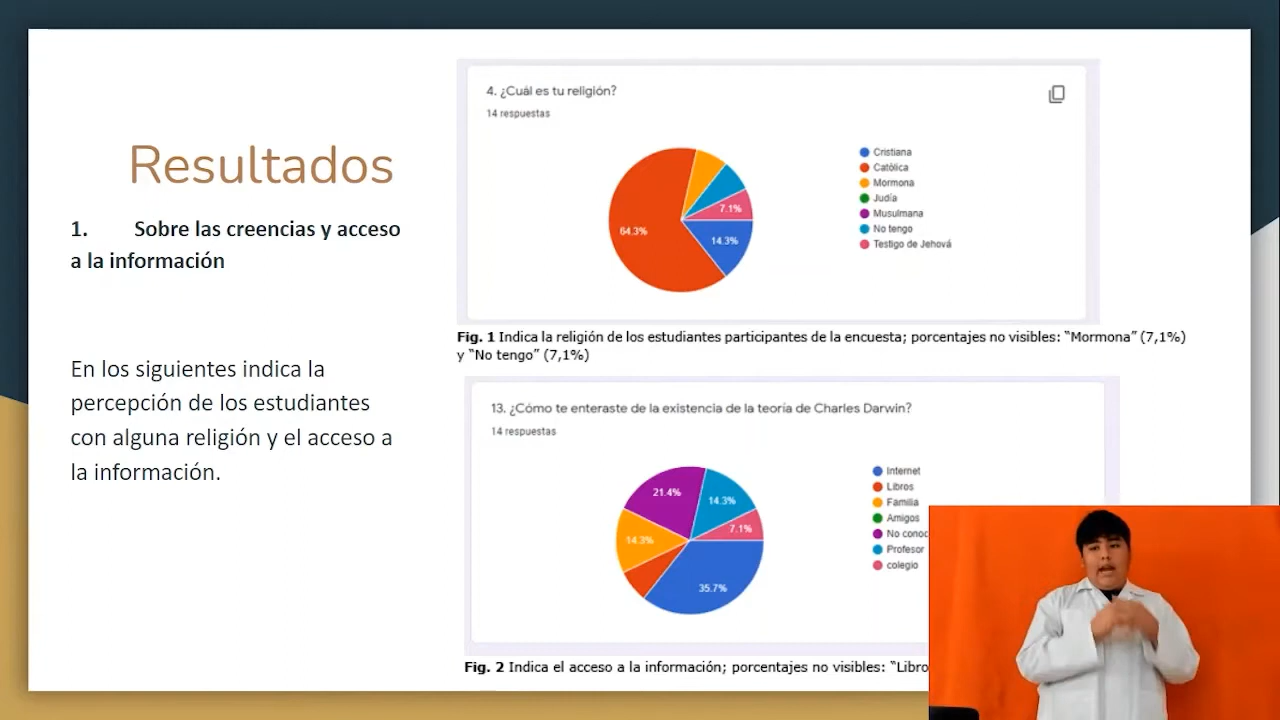 Resultados
1. Sobre las creencias y acceso
a la información
En los siguientes indica la
percepción de los estudiantes
con alguna religión y el acceso a
la información.
4. ¿Cuál es tu religión?
14 respuestas
64.3%
7.1%
14.3%
Cristiana
Católica
Mormona
Judía
Musulmana
No tengo
Testigo de Jehová
Fig. 1 Indica la religión de los estudiantes participantes de la encuesta; porcentajes no visibles: “Mormona” (7,1%)
y “No tengo” (7,1%)
13. ¿Cómo te enteraste de la existencia de la teoría de Charles Darwin?
14 respuestas
21.4%
14.3%
7.1%
14.3%
35.7%
Internet
Libros
Familia
Amigos
No conoc
Profesor
colegio
Fig. 2 Indica el acceso a la información; porcentajes no visibles: “Libro